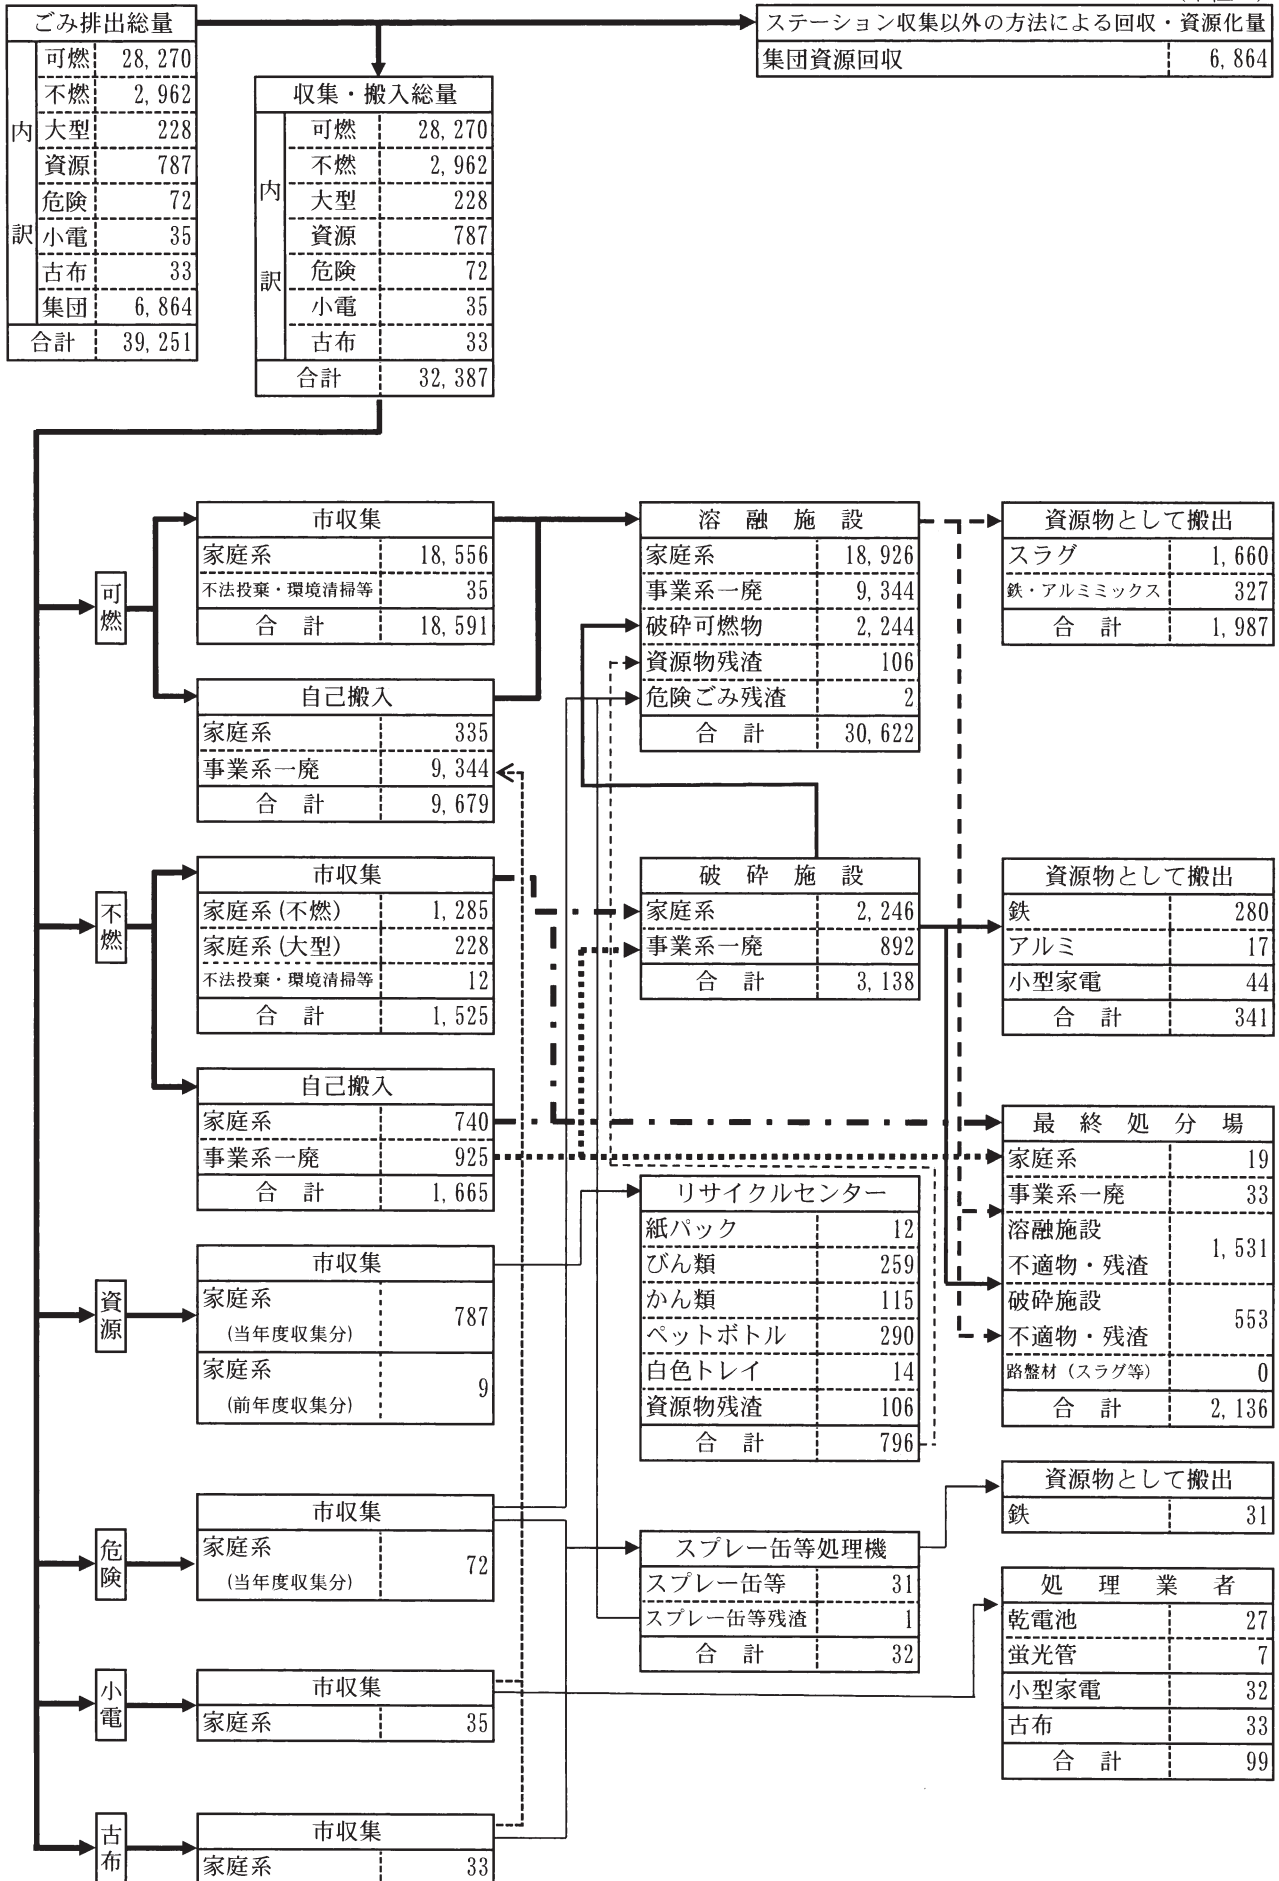 ごみ排出総量
内訳
可燃 28,270
不燃 2,962
大型 228
資源 787
危険 72
小電 35
古布 33
集団 6,864
合計 39,251
ステーション収集以外の方法による回収・資源化量
集団資源回収 6,864
収集・搬入総量
内訳
可燃 28,270
不燃 2,962
大型 228
資源 787
危険 72
小電 35
古布 33
合計 32,387
可燃
市収集
家庭系 18,556
不法投棄・環境清掃等 35
合計 18,591
自己搬入
家庭系 335
事業系一廃 9,344
合計 9,679
溶融施設
家庭系 18,926
事業系一廃 9,344
破砕可燃物 2,244
資源物残渣 106
危険ごみ残渣 2
合計 30,622
資源物として搬出
スラグ 1,660
鉄・アルミミックス 327
合計 1,987
不燃
市収集
家庭系(不燃) 1,285
家庭系(大型) 228
不法投棄・環境清掃等 12
合計 1,525
自己搬入
家庭系 740
事業系一廃 925
合計 1,665
破砕施設
家庭系 2,246
事業系一廃 892
合計 3,138
資源物として搬出
鉄 280
アルミ 17
小型家電 44
合計 341
最終処分場
家庭系 19
事業系一廃 33
溶融施設
不適物・残渣 1,531
破砕施設
不適物・残渣 553
路盤材(スラグ等) 0
合計 2,136
資源
市収集
家庭系
(当年度収集分) 787
家庭系
(前年度収集分) 9
リサイクルセンター
紙パック 12
びん類 259
かん類 115
ペットボトル 290
白色トレイ 14
資源物残渣 106
合計 796
危険
市収集
家庭系
(当年度収集分) 72
スプレー缶等処理機
スプレー缶等 31
スプレー缶等残渣 1
合計 32
資源物として搬出
鉄 31
処理業者
乾電池 27
蛍光管 7
小型家電 32
古布 33
合計 99
小電
市収集
家庭系 35
古布
市収集
家庭系 33